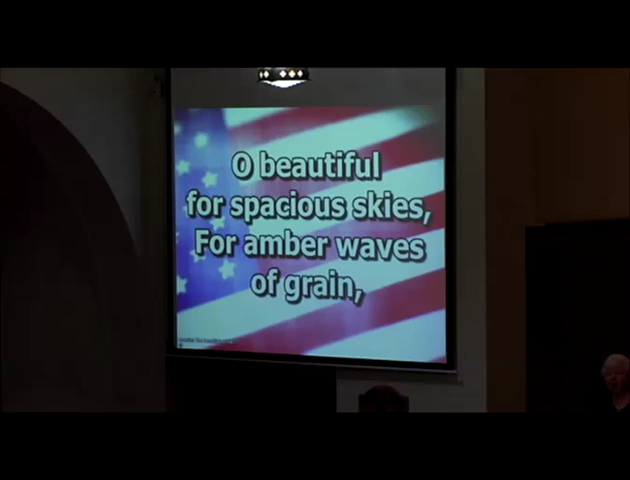 O beautiful
for spacious skies,
For amber waves
of grain,